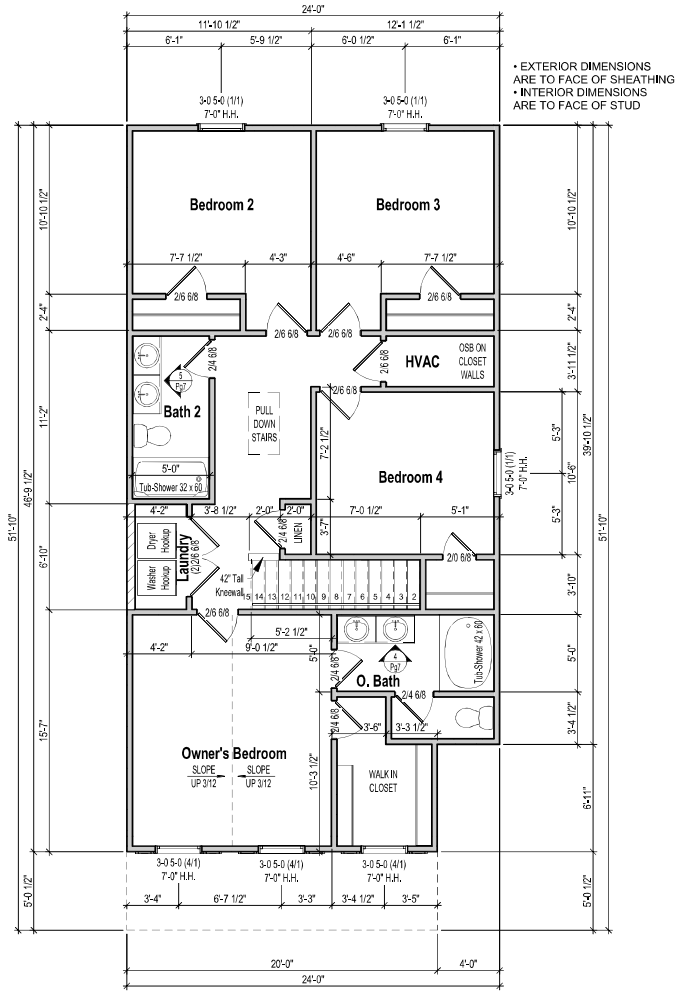 24'-0"
11'-10 1/2"
12'-1 1/2"
6'-1"
5'-9 1/2"
6'-0 1/2"
6'-1"
• EXTERIOR DIMENSIONS
ARE TO FACE OF SHEATHING
• INTERIOR DIMENSIONS
ARE TO FACE OF STUD
3-0 5-0 (1/1)
7'-0" H.H.
3-0 5-0 (1/1)
7'-0" H.H.
10'-10 1/2"
Bedroom 2
Bedroom 3
10'-10 1/2"
7'-7 1/2"
4'-3"
4'-6"
7'-7 1/2"
2/6 6/8
2/6 6/8
2'-4"
2'-4"
2/6 6/8
2/6 6/8
2/4 6/8
2/6 6/8
HVAC
OSB ON
CLOSET
WALLS
3'-11 1/2"
5
Pg7
2/6 6/8
Bath 2
11'-2"
PULL
DOWN
STAIRS
7'-2 1/2"
Bedroom 4
3-0 5-0 (1/1)
7'-0" H.H.
5'-3"
10'-6"
5'-3"
39'-10 1/2"
5'-0"
Tub-Shower 32 x 60
46'-9 1/2"
51'-10"
51'-10"
4'-2"
3'-8 1/2"
2'-0"
2'-0"
7'-0 1/2"
5'-1"
Dryer
Hookup
Washer
Hookup
Laundry
(2)2/6 6/8
2/4 6/8
LINEN
3'-7"
2/0 6/8
6'-10"
42" Tall
Kneewall
15 14 13 12 11 10 9 8 7 6 5 4 3 2
3'-10"
2/6 6/8
5'-2 1/2"
4'-2"
9'-0 1/2"
5'-0"
Tub-Shower 42 x 60
5'-0"
4
Pg7
2/4 6/8
O. Bath
2/4 6/8
2/4 6/8
3'-6"
3'-3 1/2"
3'-4 1/2"
15'-7"
Owner's Bedroom
SLOPE
UP 3/12
SLOPE
UP 3/12
10'-3 1/2"
WALK IN
CLOSET
6'-11"
3-0 5-0 (4/1)
7'-0" H.H.
3-0 5-0 (4/1)
7'-0" H.H.
3-0 5-0 (4/1)
7'-0" H.H.
5'-0 1/2"
5'-0 1/2"
3'-4"
6'-7 1/2"
3'-3"
3'-4 1/2"
3'-5"
20'-0"
4'-0"
24'-0"